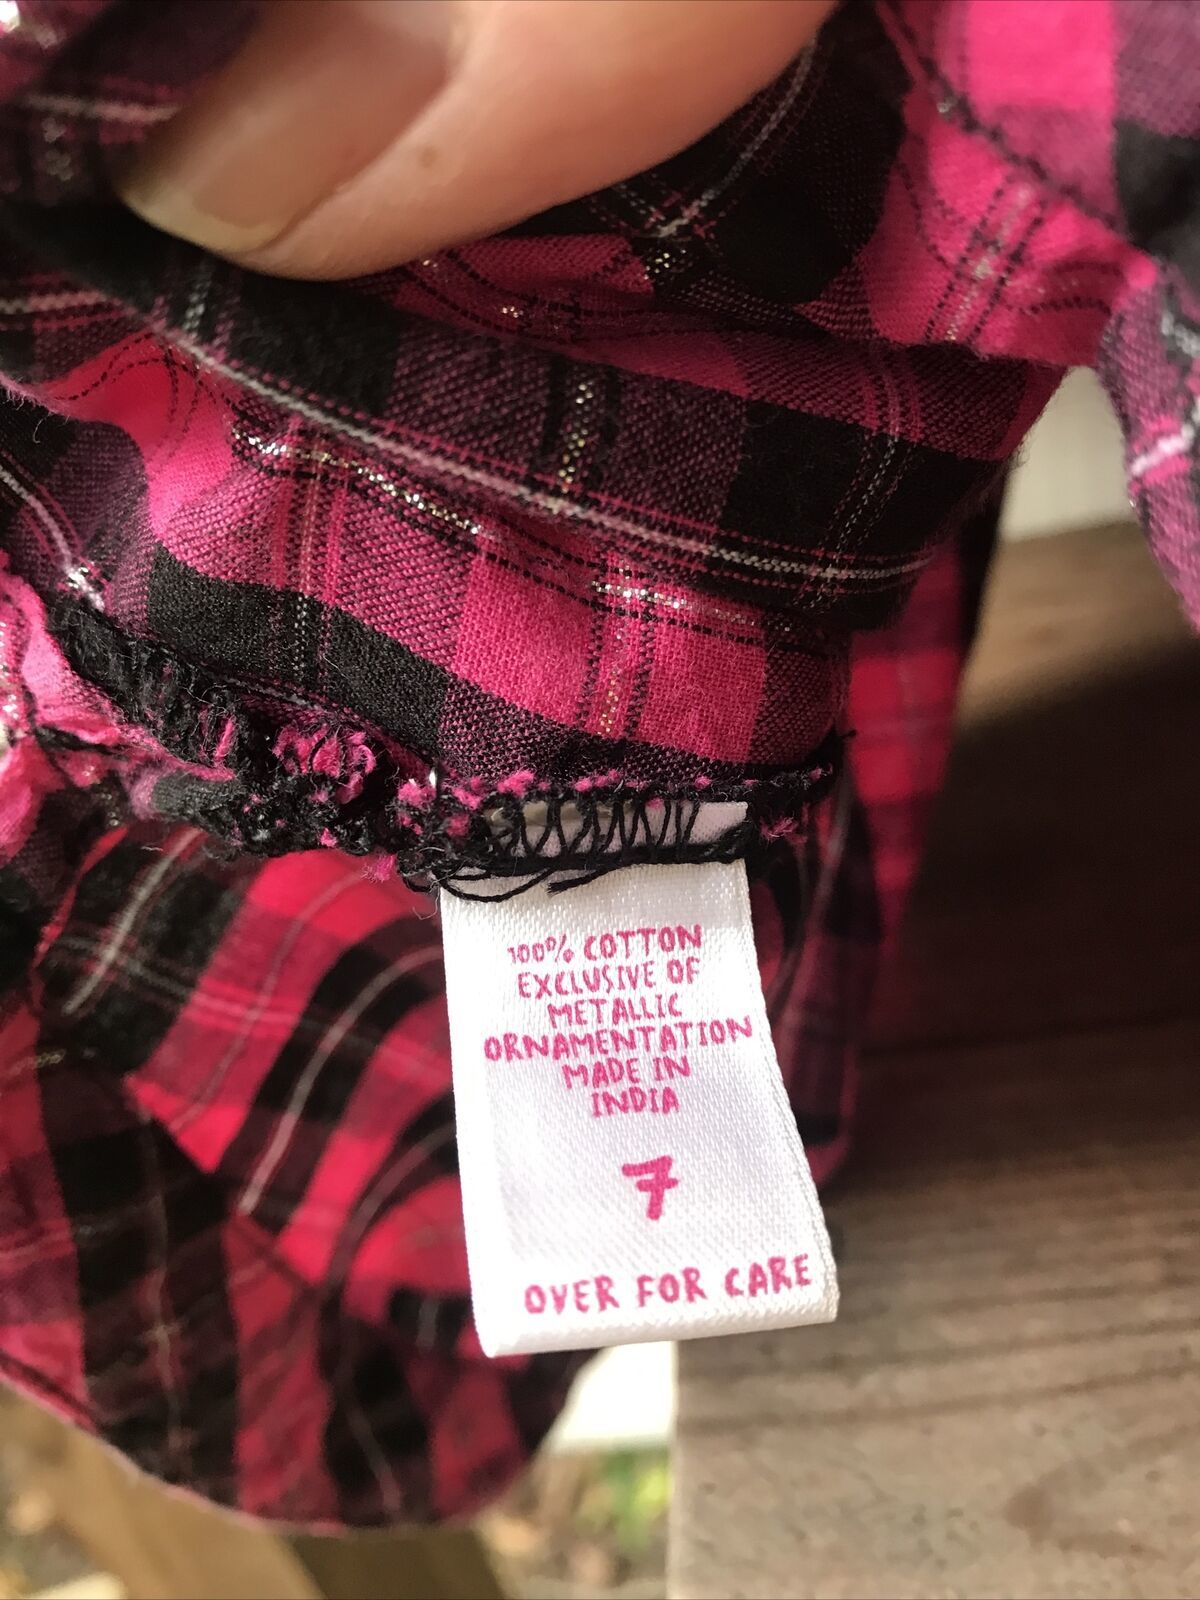 100% COTTON
EXCLUSIVE OF
METALLIC
ORNAMENTATION
MADE IN
INDIA
7
OVER FOR CARE